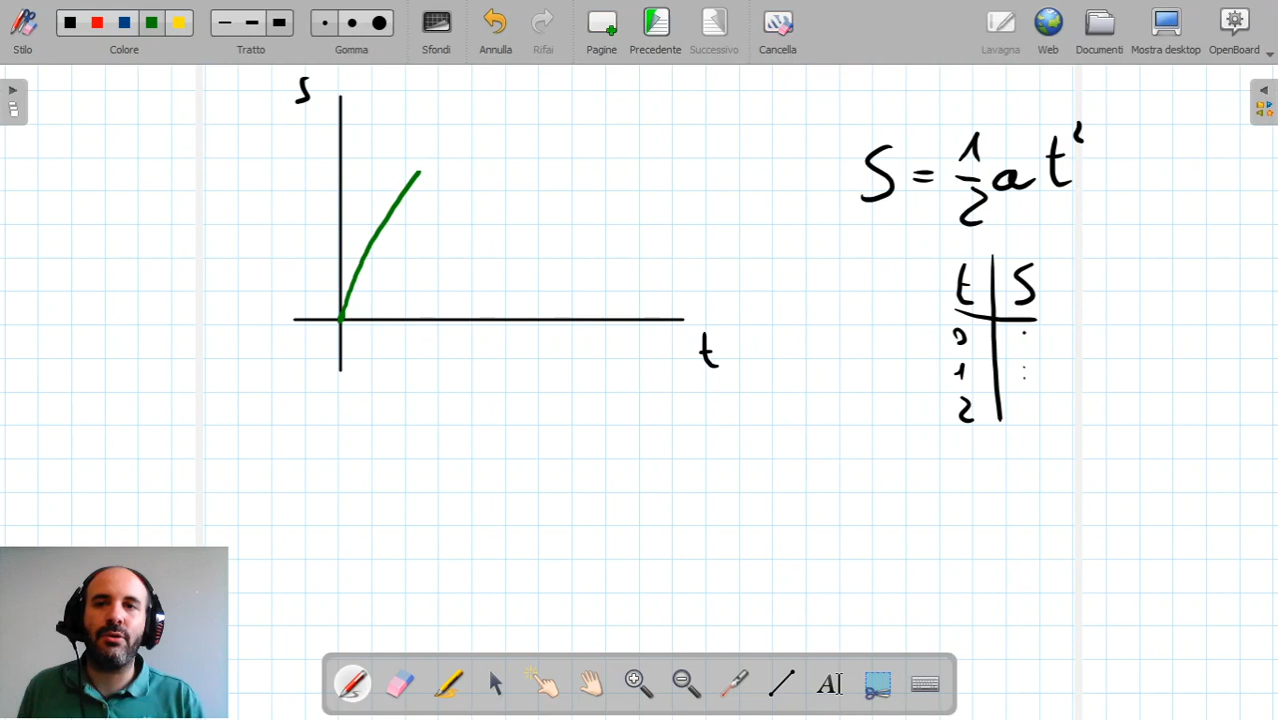 Stilo Colore Tratto Gomma Sfondi Annulla Rifai Pagine Precedente Successivo Cancella Lavagna Web Documenti Mostra desktop OpenBoard
s
S = 1/2 a t²
t S
0 .
1 :
2
t
AI